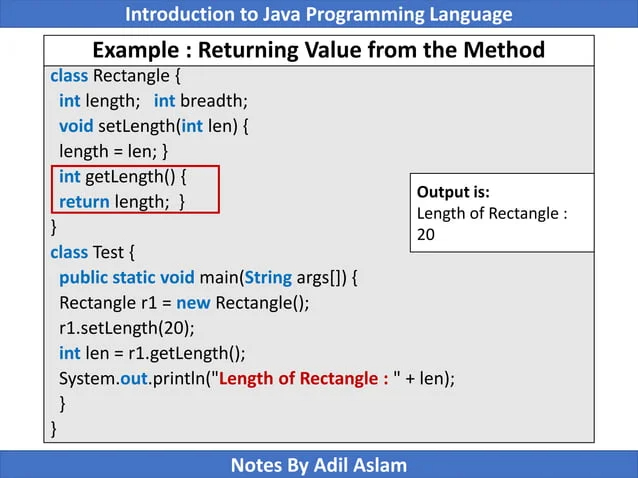 Introduction to Java Programming Language
Example : Returning Value from the Method
class Rectangle {
int length;   int breadth;
void setLength(int len) {
length = len; }
int getLength() {
return length;  }
}
Output is:
Length of Rectangle :
20
class Test {
public static void main(String args[]) {
Rectangle r1 = new Rectangle();
r1.setLength(20);
int len = r1.getLength();
System.out.println("Length of Rectangle : " + len);
}
}
Notes By Adil Aslam